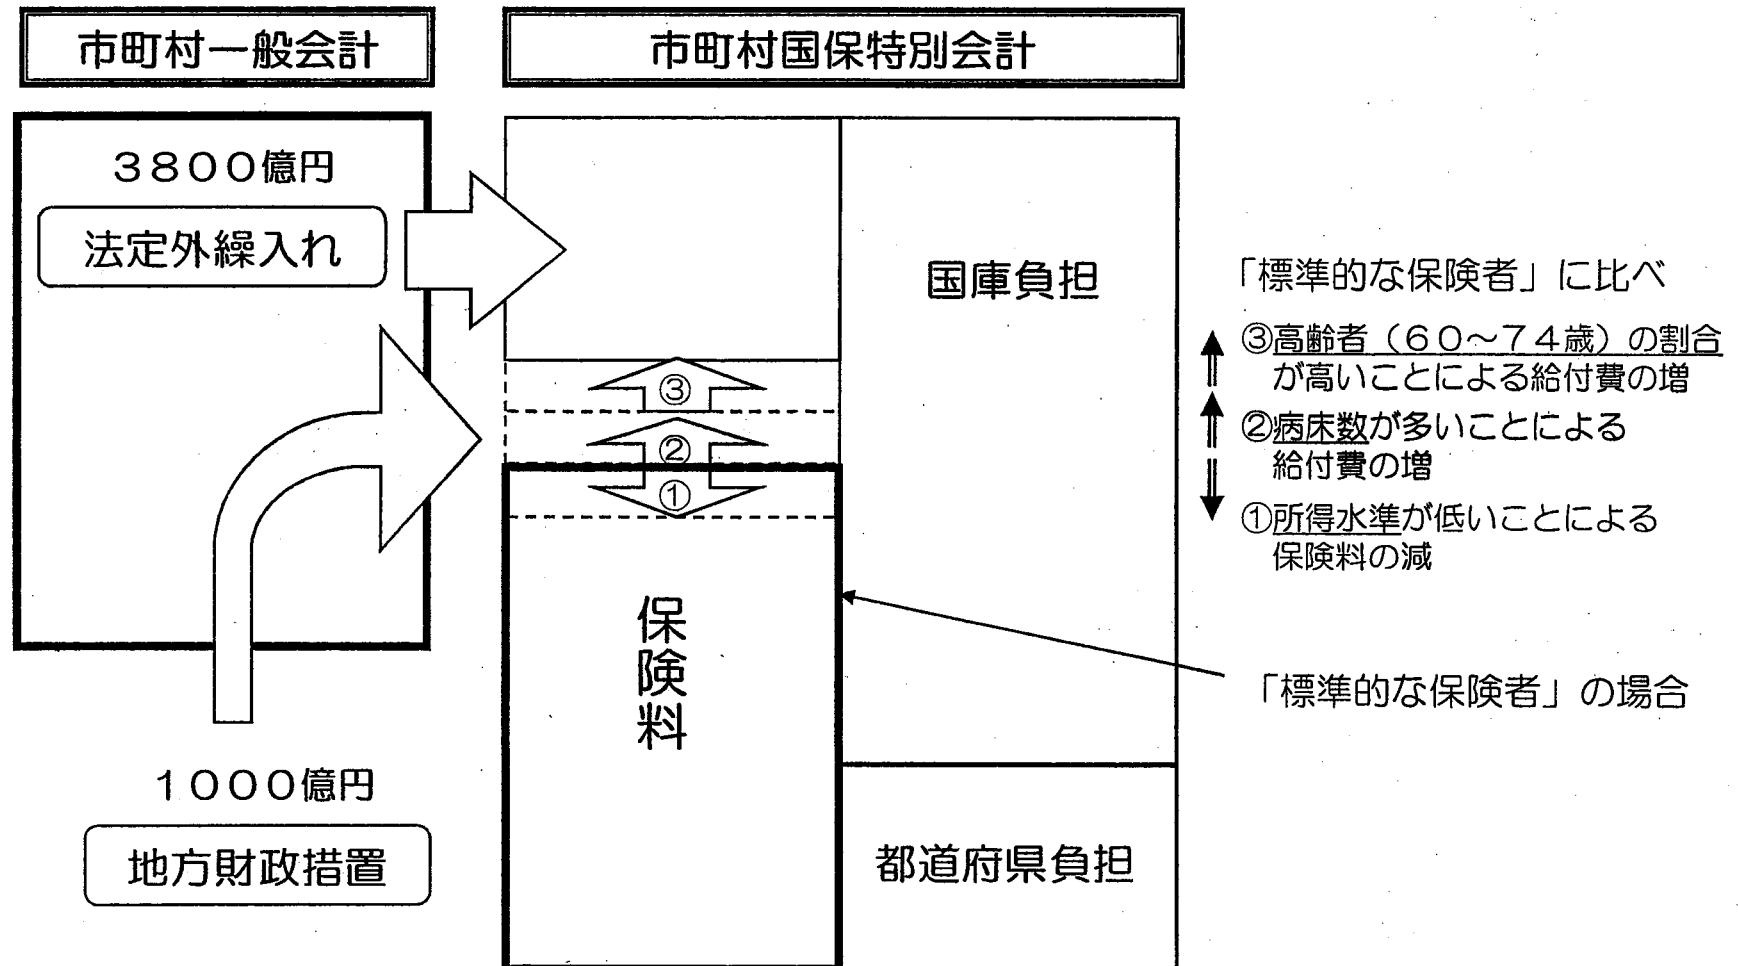 市町村一般会計
市町村国保特別会計
3800億円
法定外繰入れ
国庫負担
「標準的な保険者」に比べ
③高齢者(60～74歳)の割合
が高いことによる給付費の増
②病床数が多いことによる
給付費の増
①所得水準が低いことによる
保険料の減
③
②
①
保険料
「標準的な保険者」の場合
1000億円
地方財政措置
都道府県負担